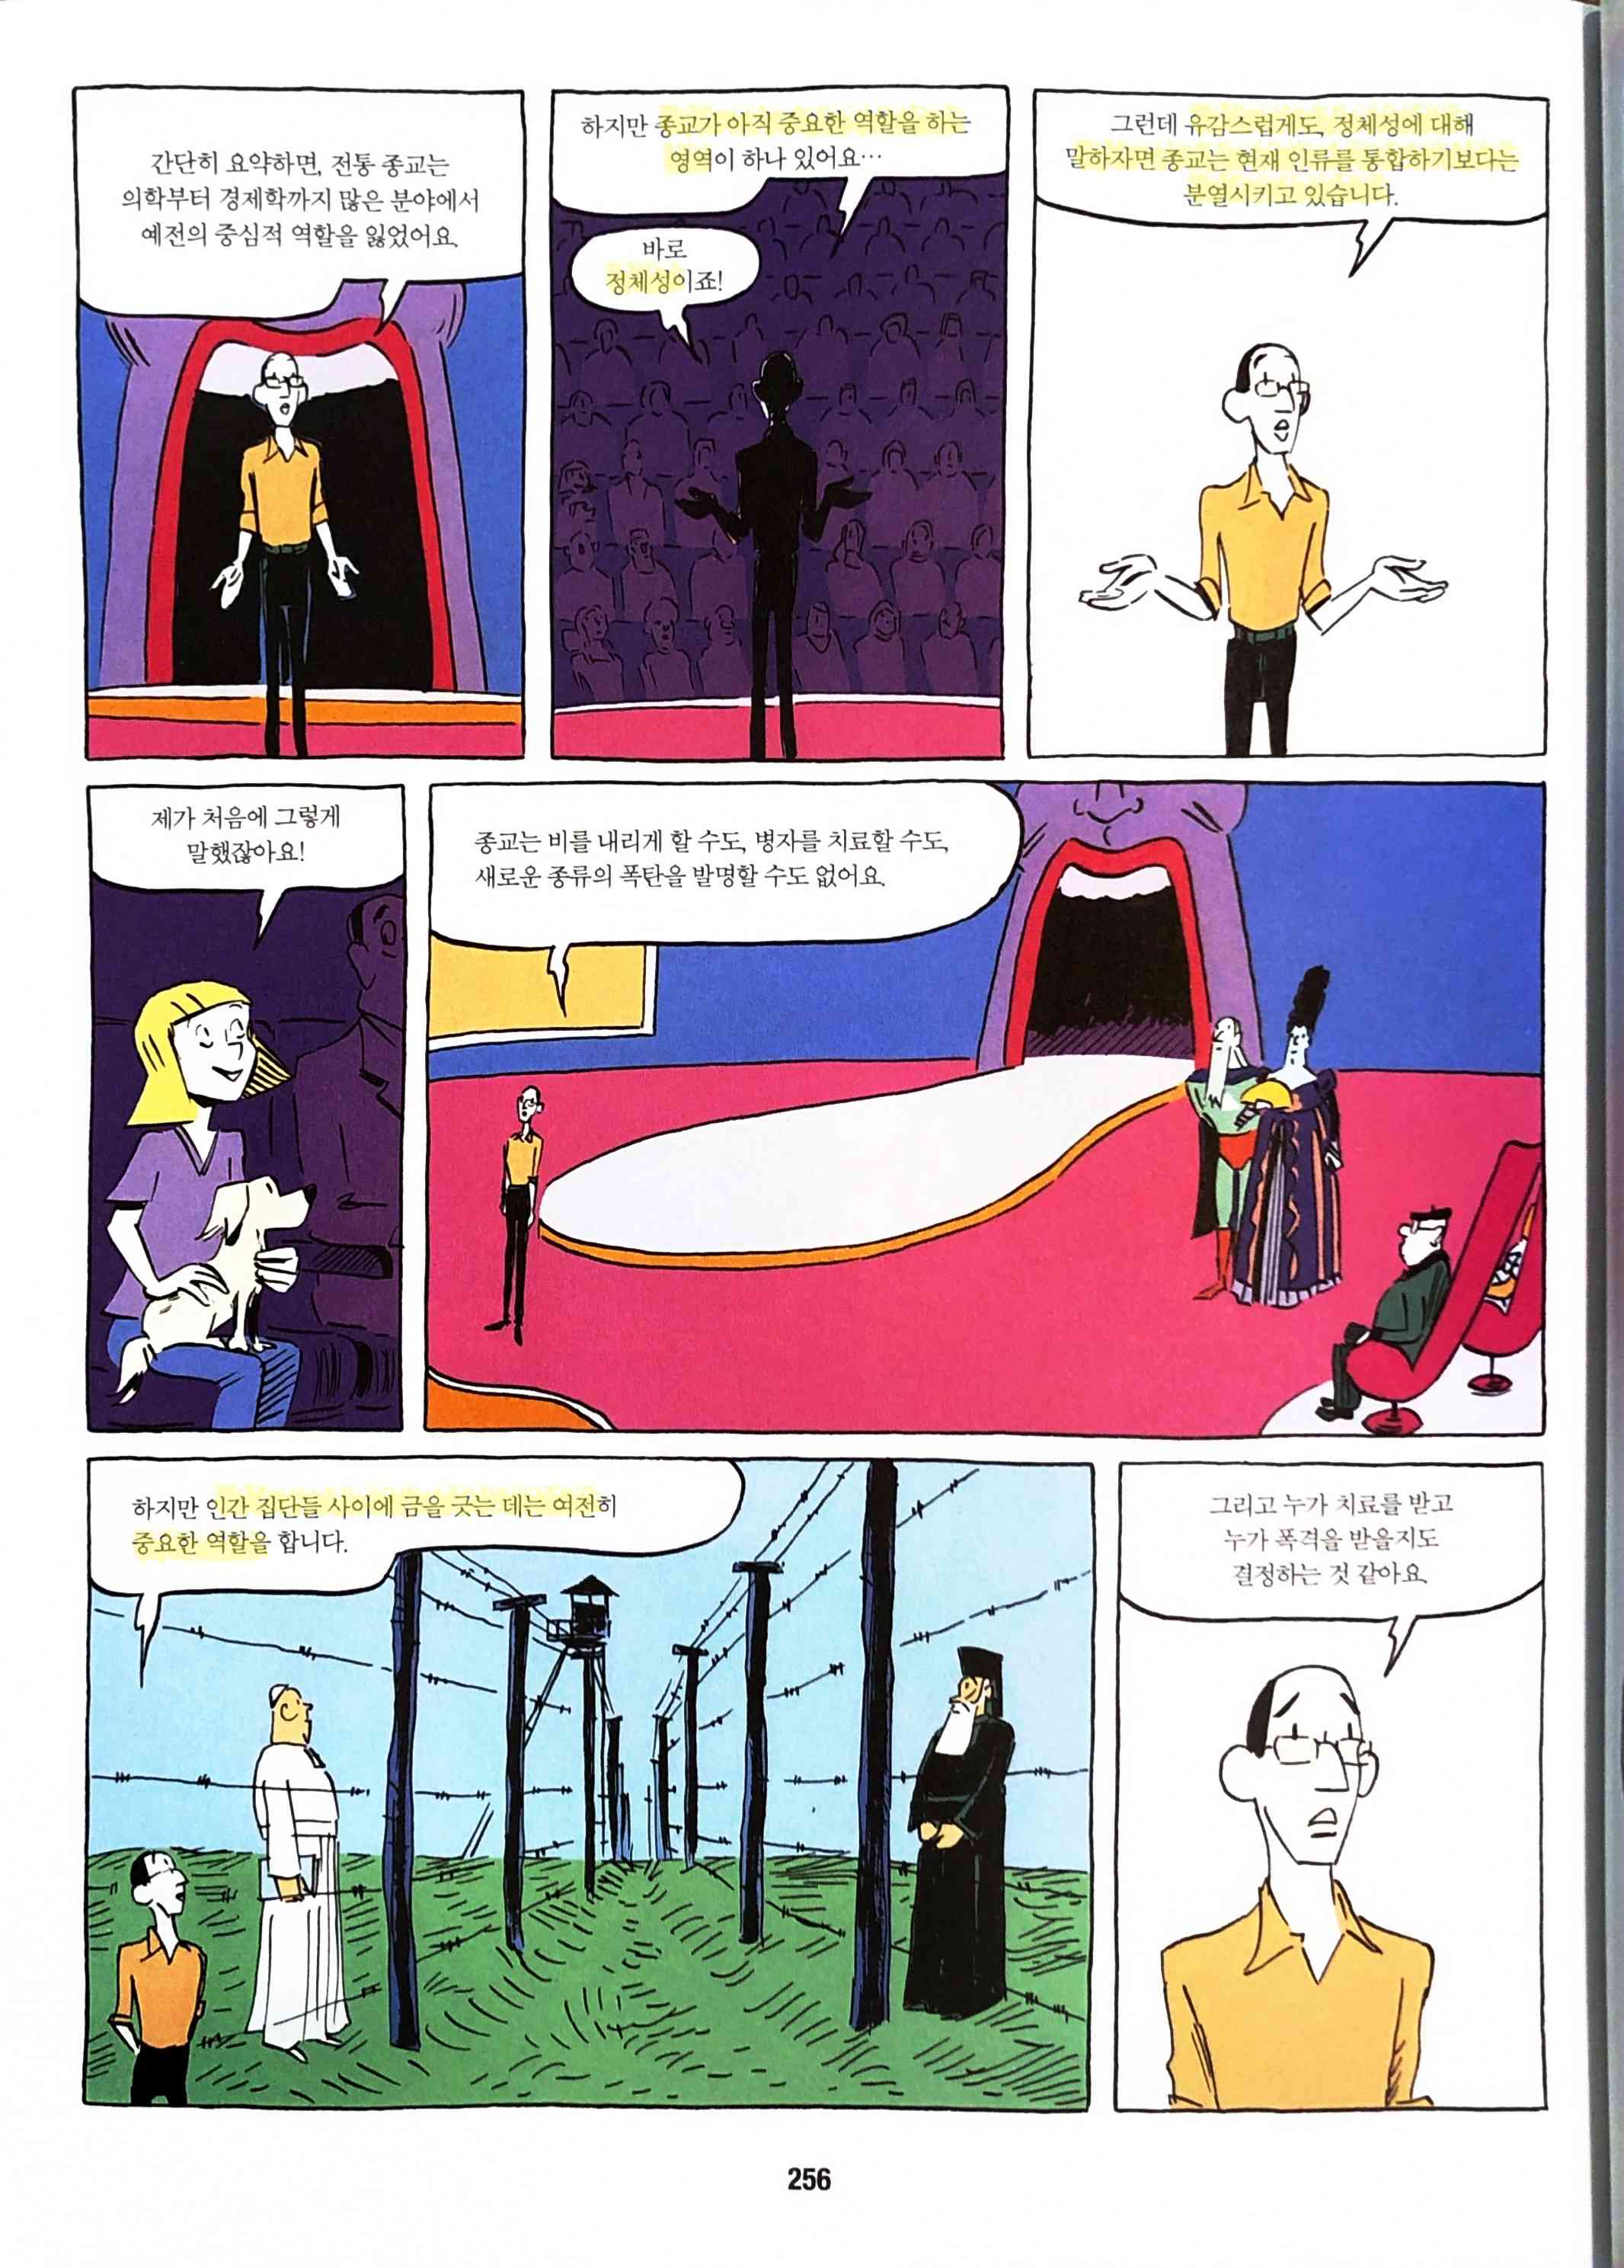 간단히 요약하면, 전통 종교는
의학부터 경제학까지 많은 분야에서
예전의 중심적 역할을 잃었어요.
하지만 종교가 아직 중요한 역할을 하는
영역이 하나 있어요…
바로
정체성이죠!
그런데 유감스럽게도, 정체성에 대해
말하자면 종교는 현재 인류를 통합하기보다는
분열시키고 있습니다.
제가 처음에 그렇게
말했잖아요!
종교는 비를 내리게 할 수도, 병자를 치료할 수도,
새로운 종류의 폭탄을 발명할 수도 없어요.
하지만 인간 집단들 사이에 금을 긋는 데는 여전히
중요한 역할을 합니다.
그리고 누가 치료를 받고
누가 폭격을 받을지도
결정하는 것 같아요.
256